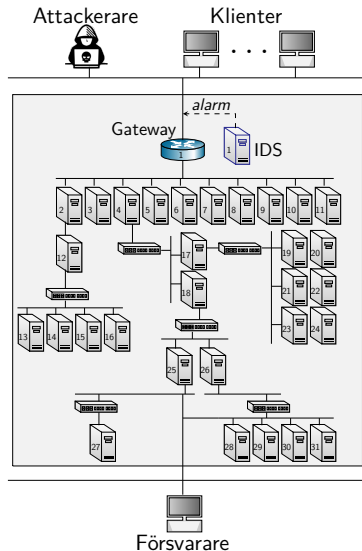 Attackerare Klienter
alarm
Gateway
1 1 IDS
2 3 4 5 6 7 8 9 10 11
12 17 19 20
18 21 22
13 14 15 16 23 24
25 26
27 28 29 30 31
Försvarare